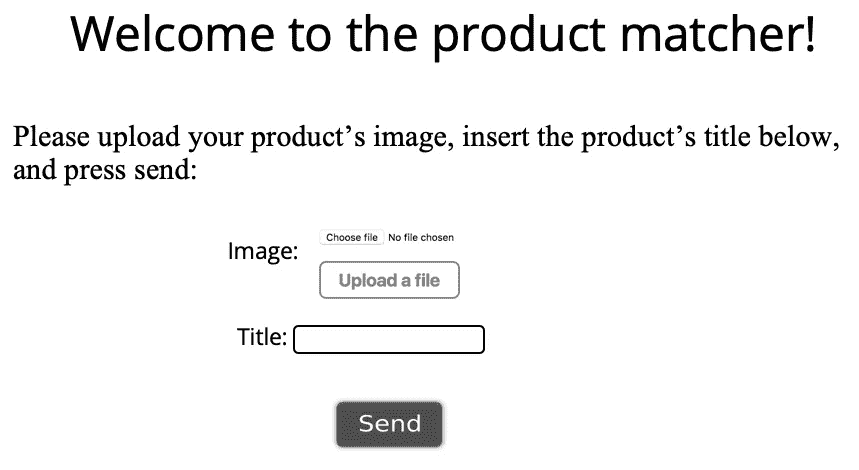 Welcome to the product matcher!
Please upload your product’s image, insert the product’s title below,
and press send:
Image:
Choose file No file chosen
Upload a file
Title:
Send